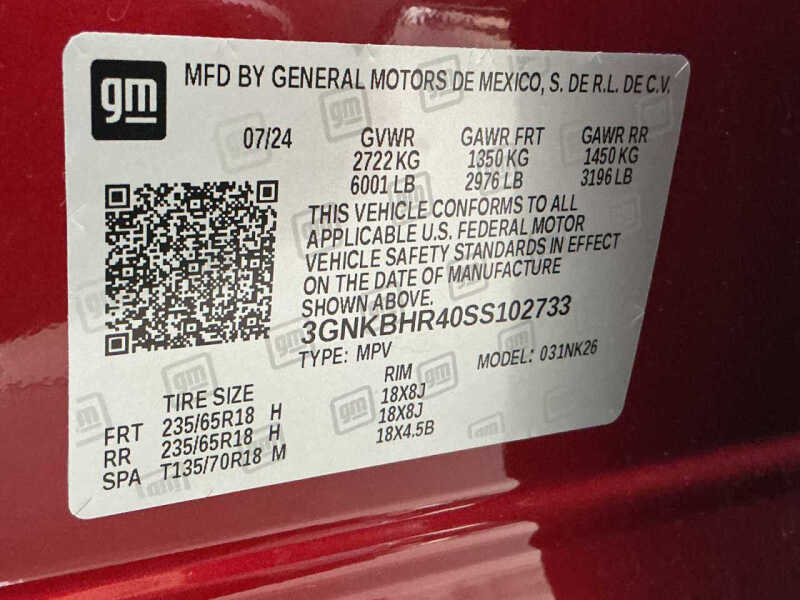 gm
MFD BY GENERAL MOTORS DE MEXICO, S. DE R.L. DE C.V.
07/24 GVWR GAWR FRT GAWR RR
2722 KG 1350 KG 1450 KG
6001 LB 2976 LB 3196 LB
THIS VEHICLE CONFORMS TO ALL
APPLICABLE U.S. FEDERAL MOTOR
VEHICLE SAFETY STANDARDS IN EFFECT
ON THE DATE OF MANUFACTURE
SHOWN ABOVE.
3GNKBHR40SS102733
TYPE: MPV MODEL: 031NK26
TIRE SIZE RIM
FRT 235/65R18 H 18X8J
RR 235/65R18 H 18X8J
SPA T135/70R18 M 18X4.5B